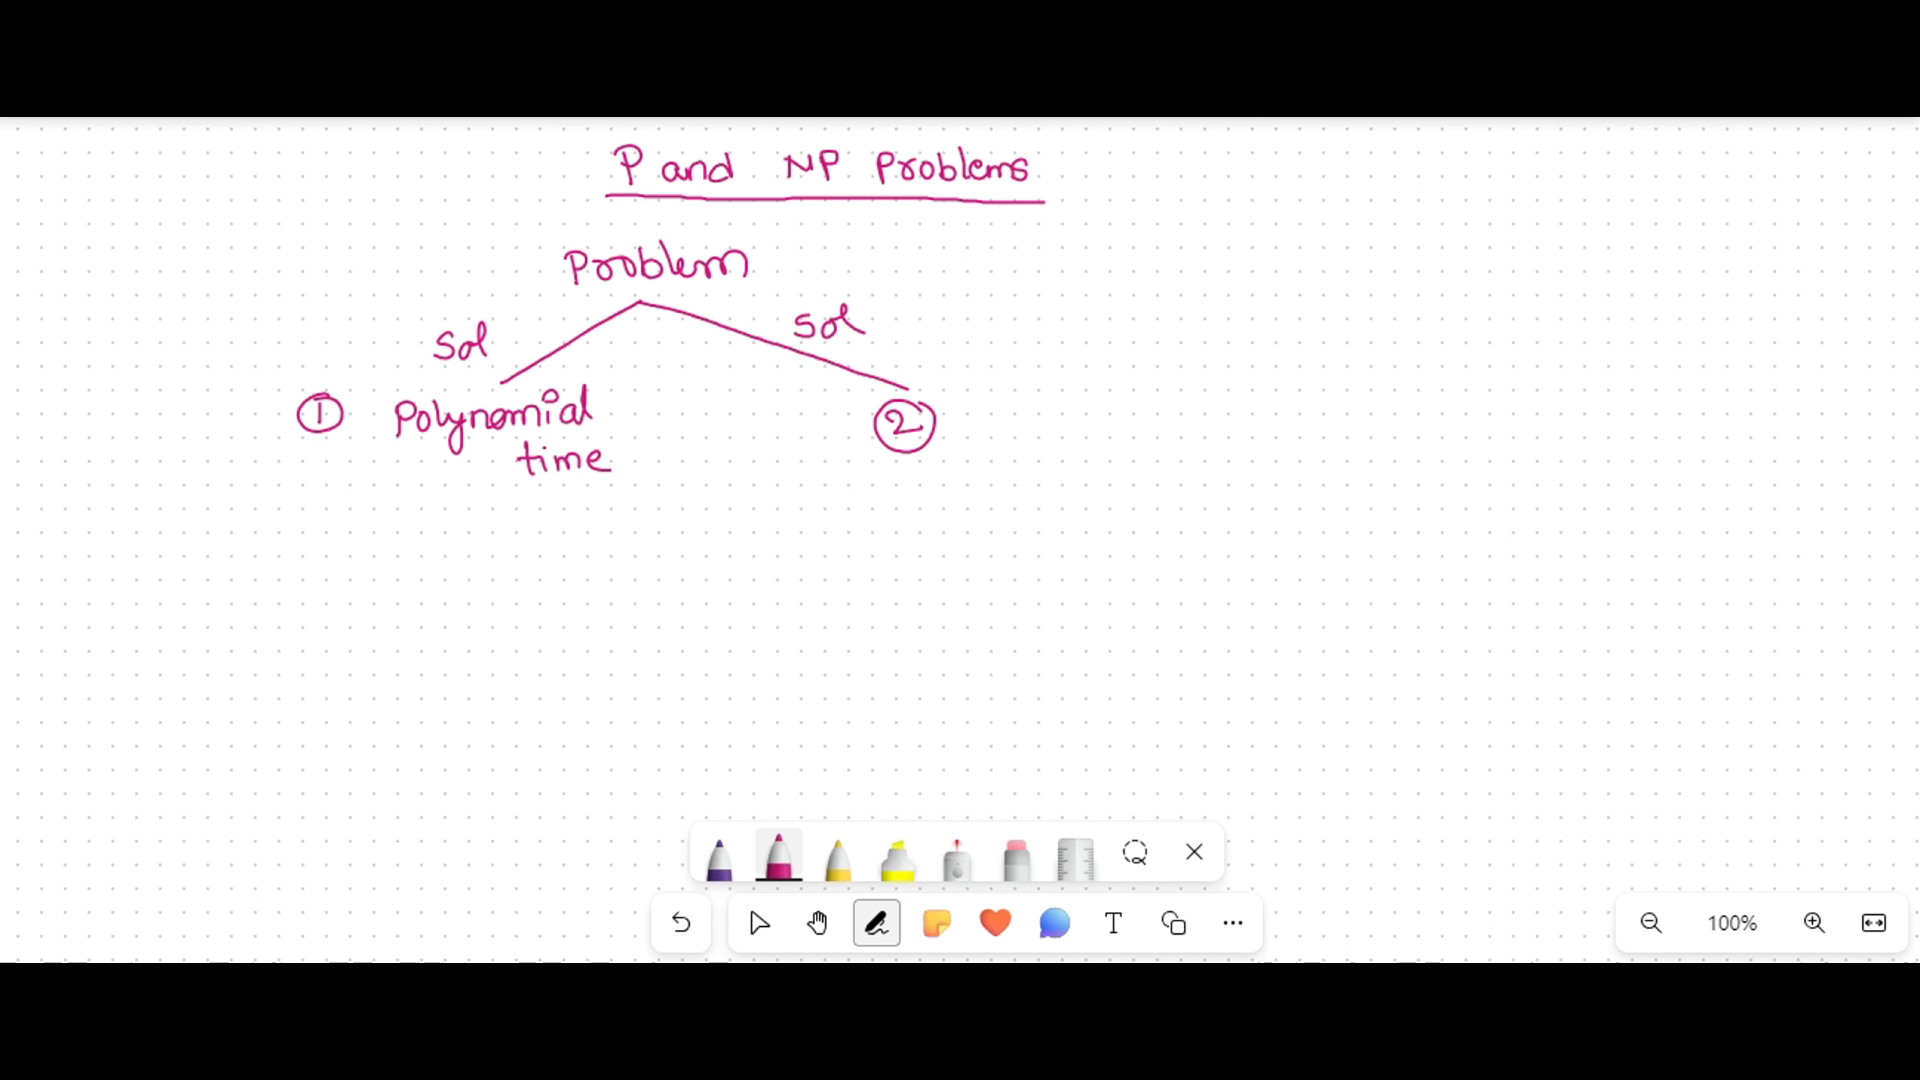 P and NP Problems
Problem
Sol
Sol
① Polynomial
time
②
T
100%